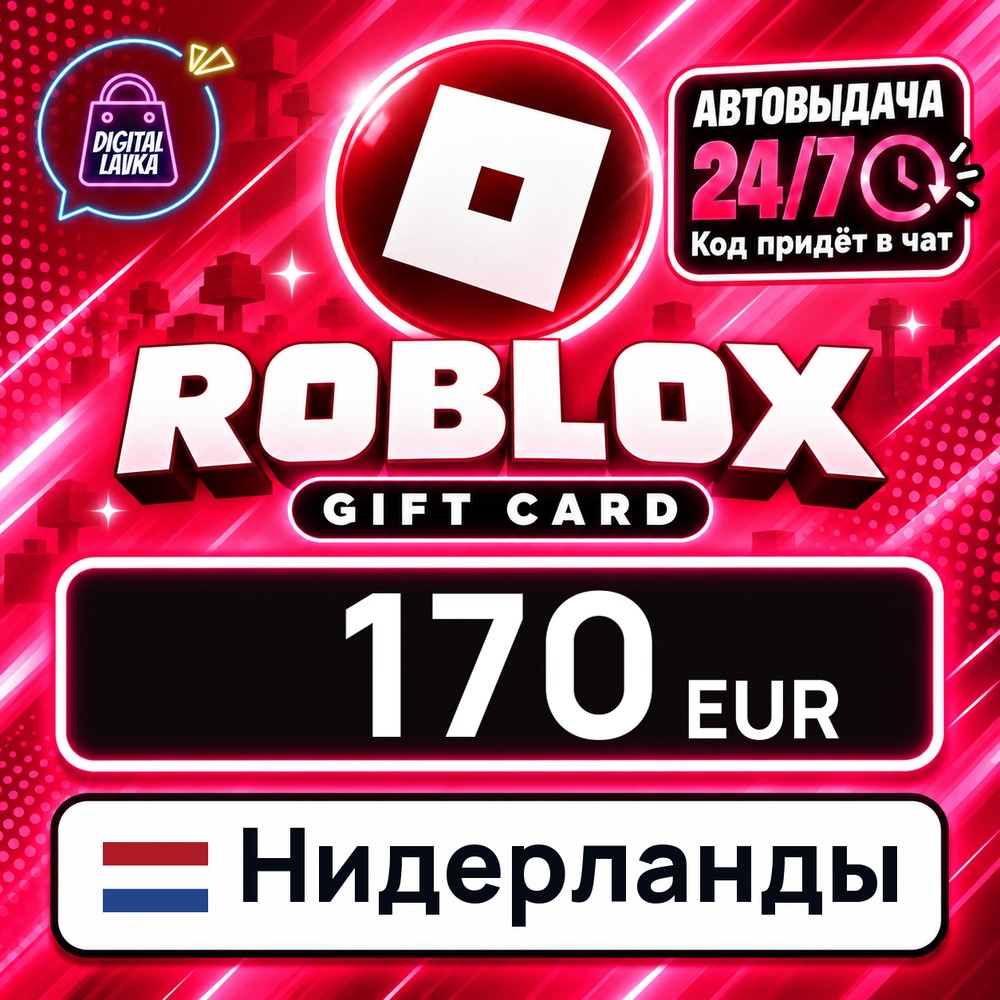 DIGITAL
LAVKA
АВТОВЫДАЧА
24/7
Код придёт в чат
ROBLOX
GIFT CARD
170 EUR
Нидерланды